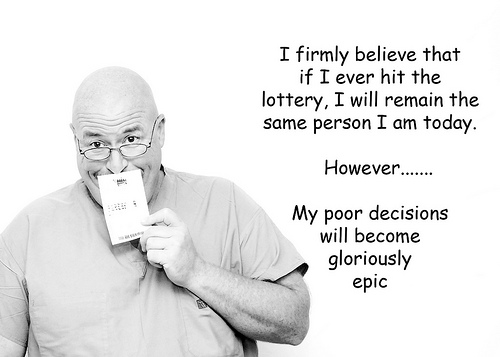 I firmly believe that
if I ever hit the
lottery, I will remain the
same person I am today.
However.......
My poor decisions
will become
gloriously
epic